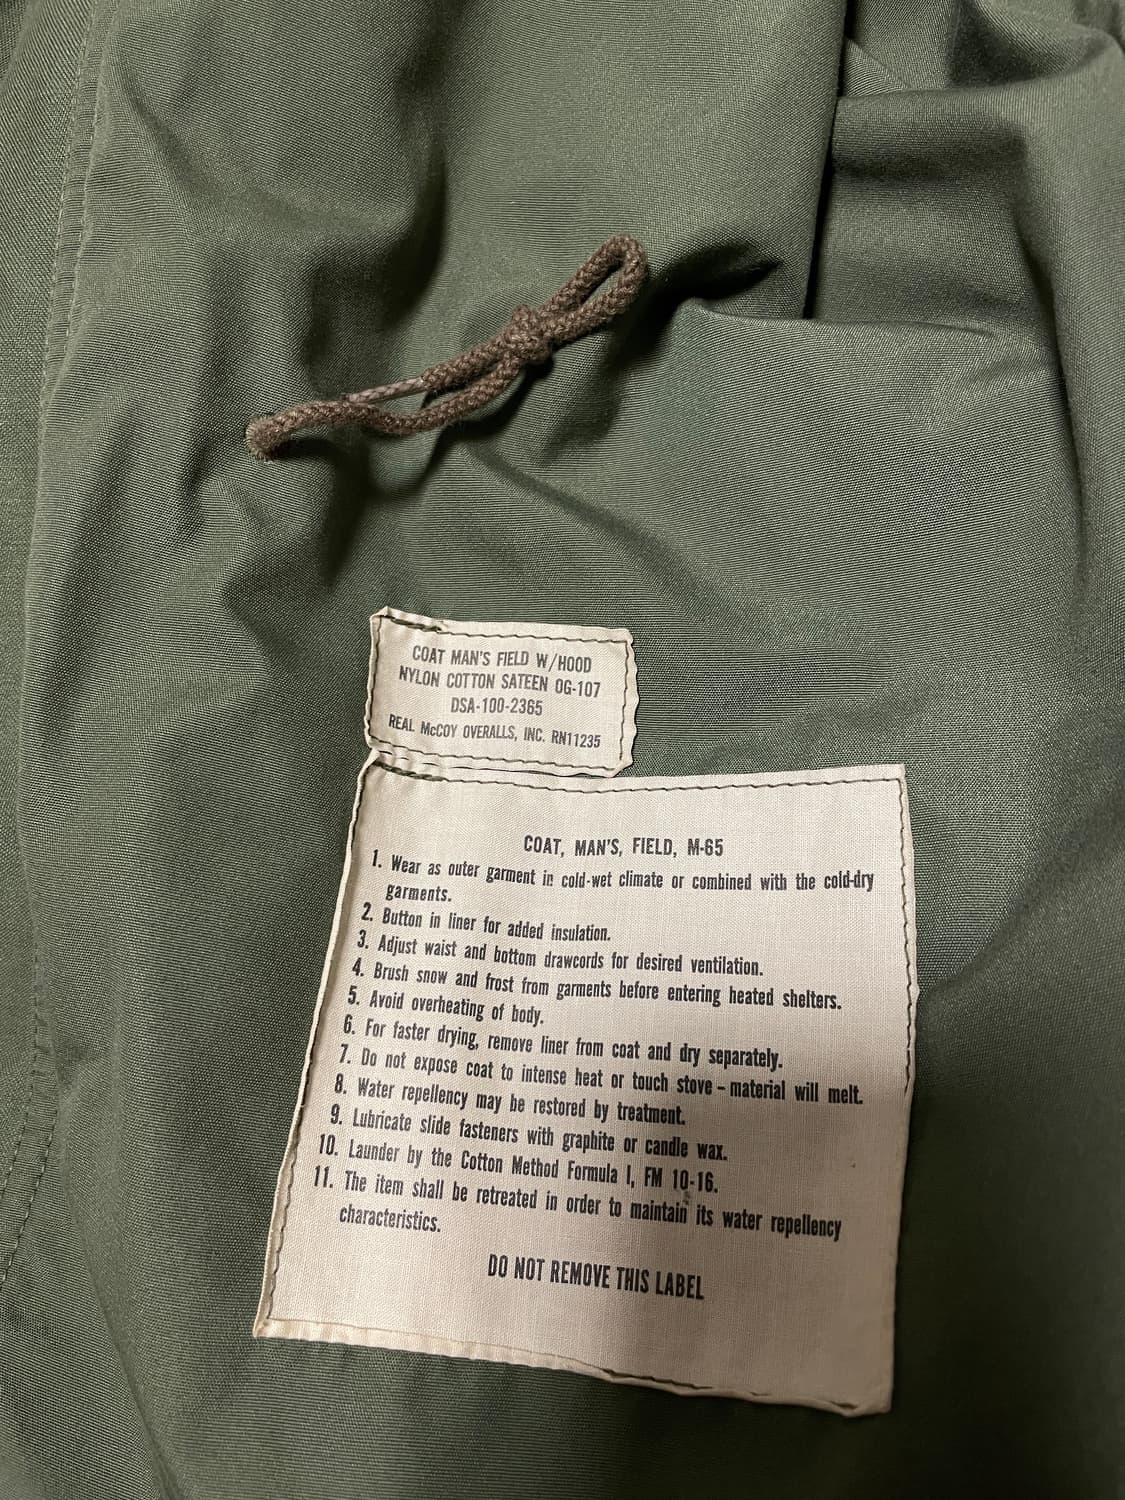 COAT MAN'S FIELD W/HOOD
NYLON COTTON SATEEN OG-107
DSA-100-2365
REAL McCOY OVERALLS, INC. RN11235
COAT, MAN'S, FIELD, M-65
1. Wear as outer garment in cold-wet climate or combined with the cold-dry
garments.
2. Button in liner for added insulation.
3. Adjust waist and bottom drawcords for desired ventilation.
4. Brush snow and frost from garments before entering heated shelters.
5. Avoid overheating of body.
6. For faster drying, remove liner from coat and dry separately.
7. Do not expose coat to intense heat or touch stove – material will melt.
8. Water repellency may be restored by treatment.
9. Lubricate slide fasteners with graphite or candle wax.
10. Launder by the Cotton Method Formula I, FM 10-16.
11. The item shall be retreated in order to maintain its water repellency
characteristics.
DO NOT REMOVE THIS LABEL